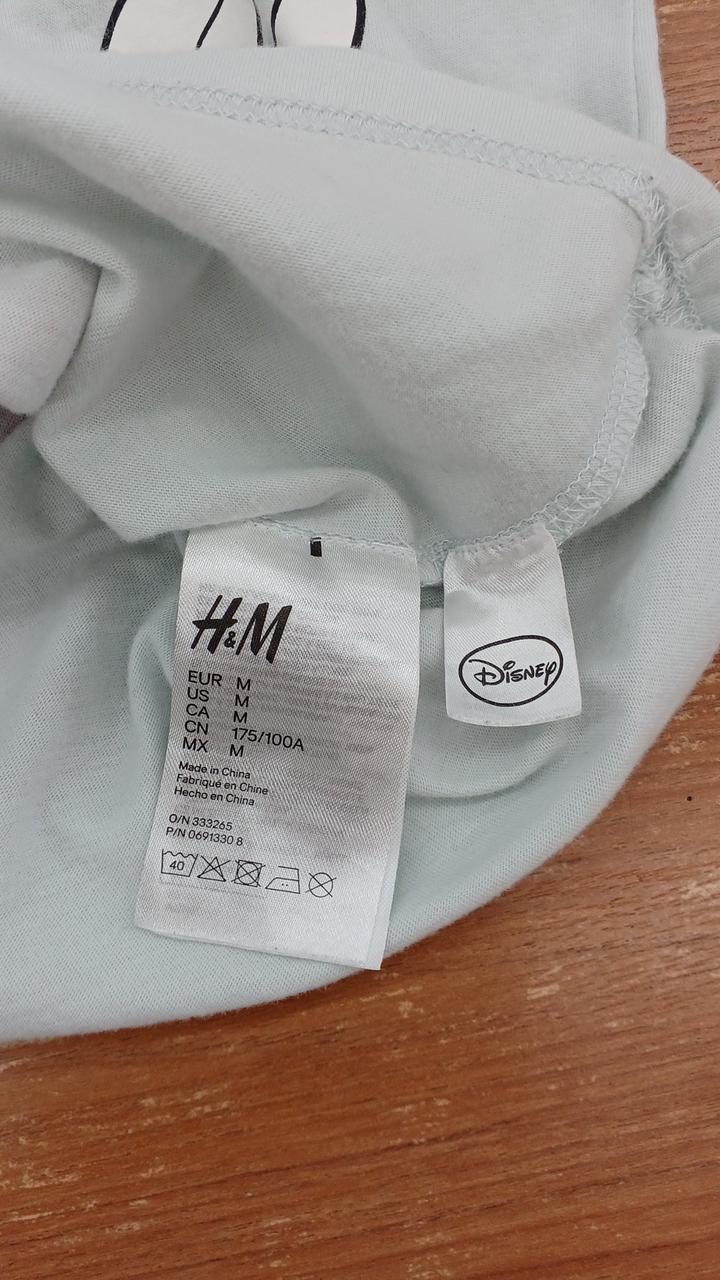 H&M
EUR M
US M
CA M
CN 175/100A
MX M
Made in China
Fabriqué en Chine
Hecho en China
O/N 333265
P/N 0691330 8
40
Disney